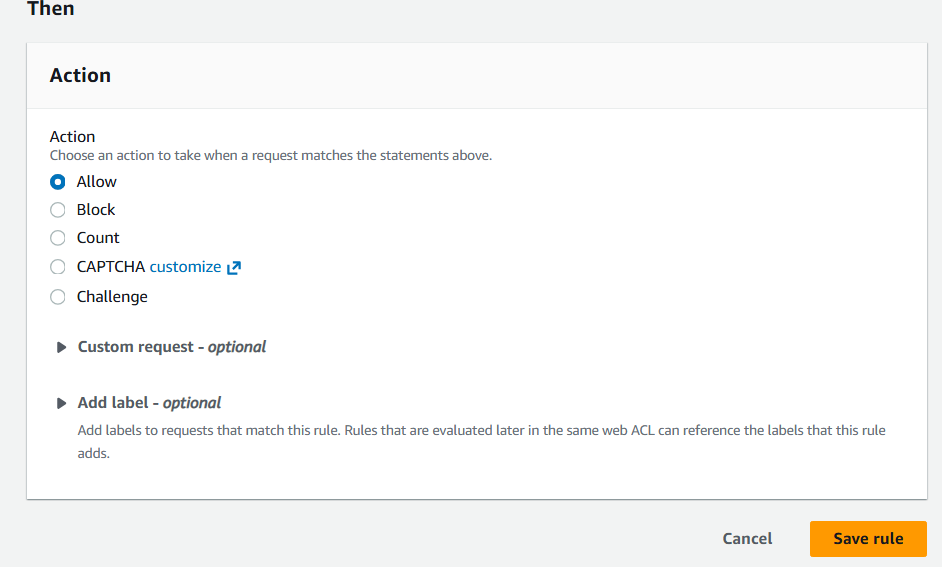 Then
Action
Action
Choose an action to take when a request matches the statements above.
Allow
Block
Count
CAPTCHA customize
Challenge
Custom request - optional
Add label - optional
Add labels to requests that match this rule. Rules that are evaluated later in the same web ACL can reference the labels that this rule
adds.
Cancel Save rule